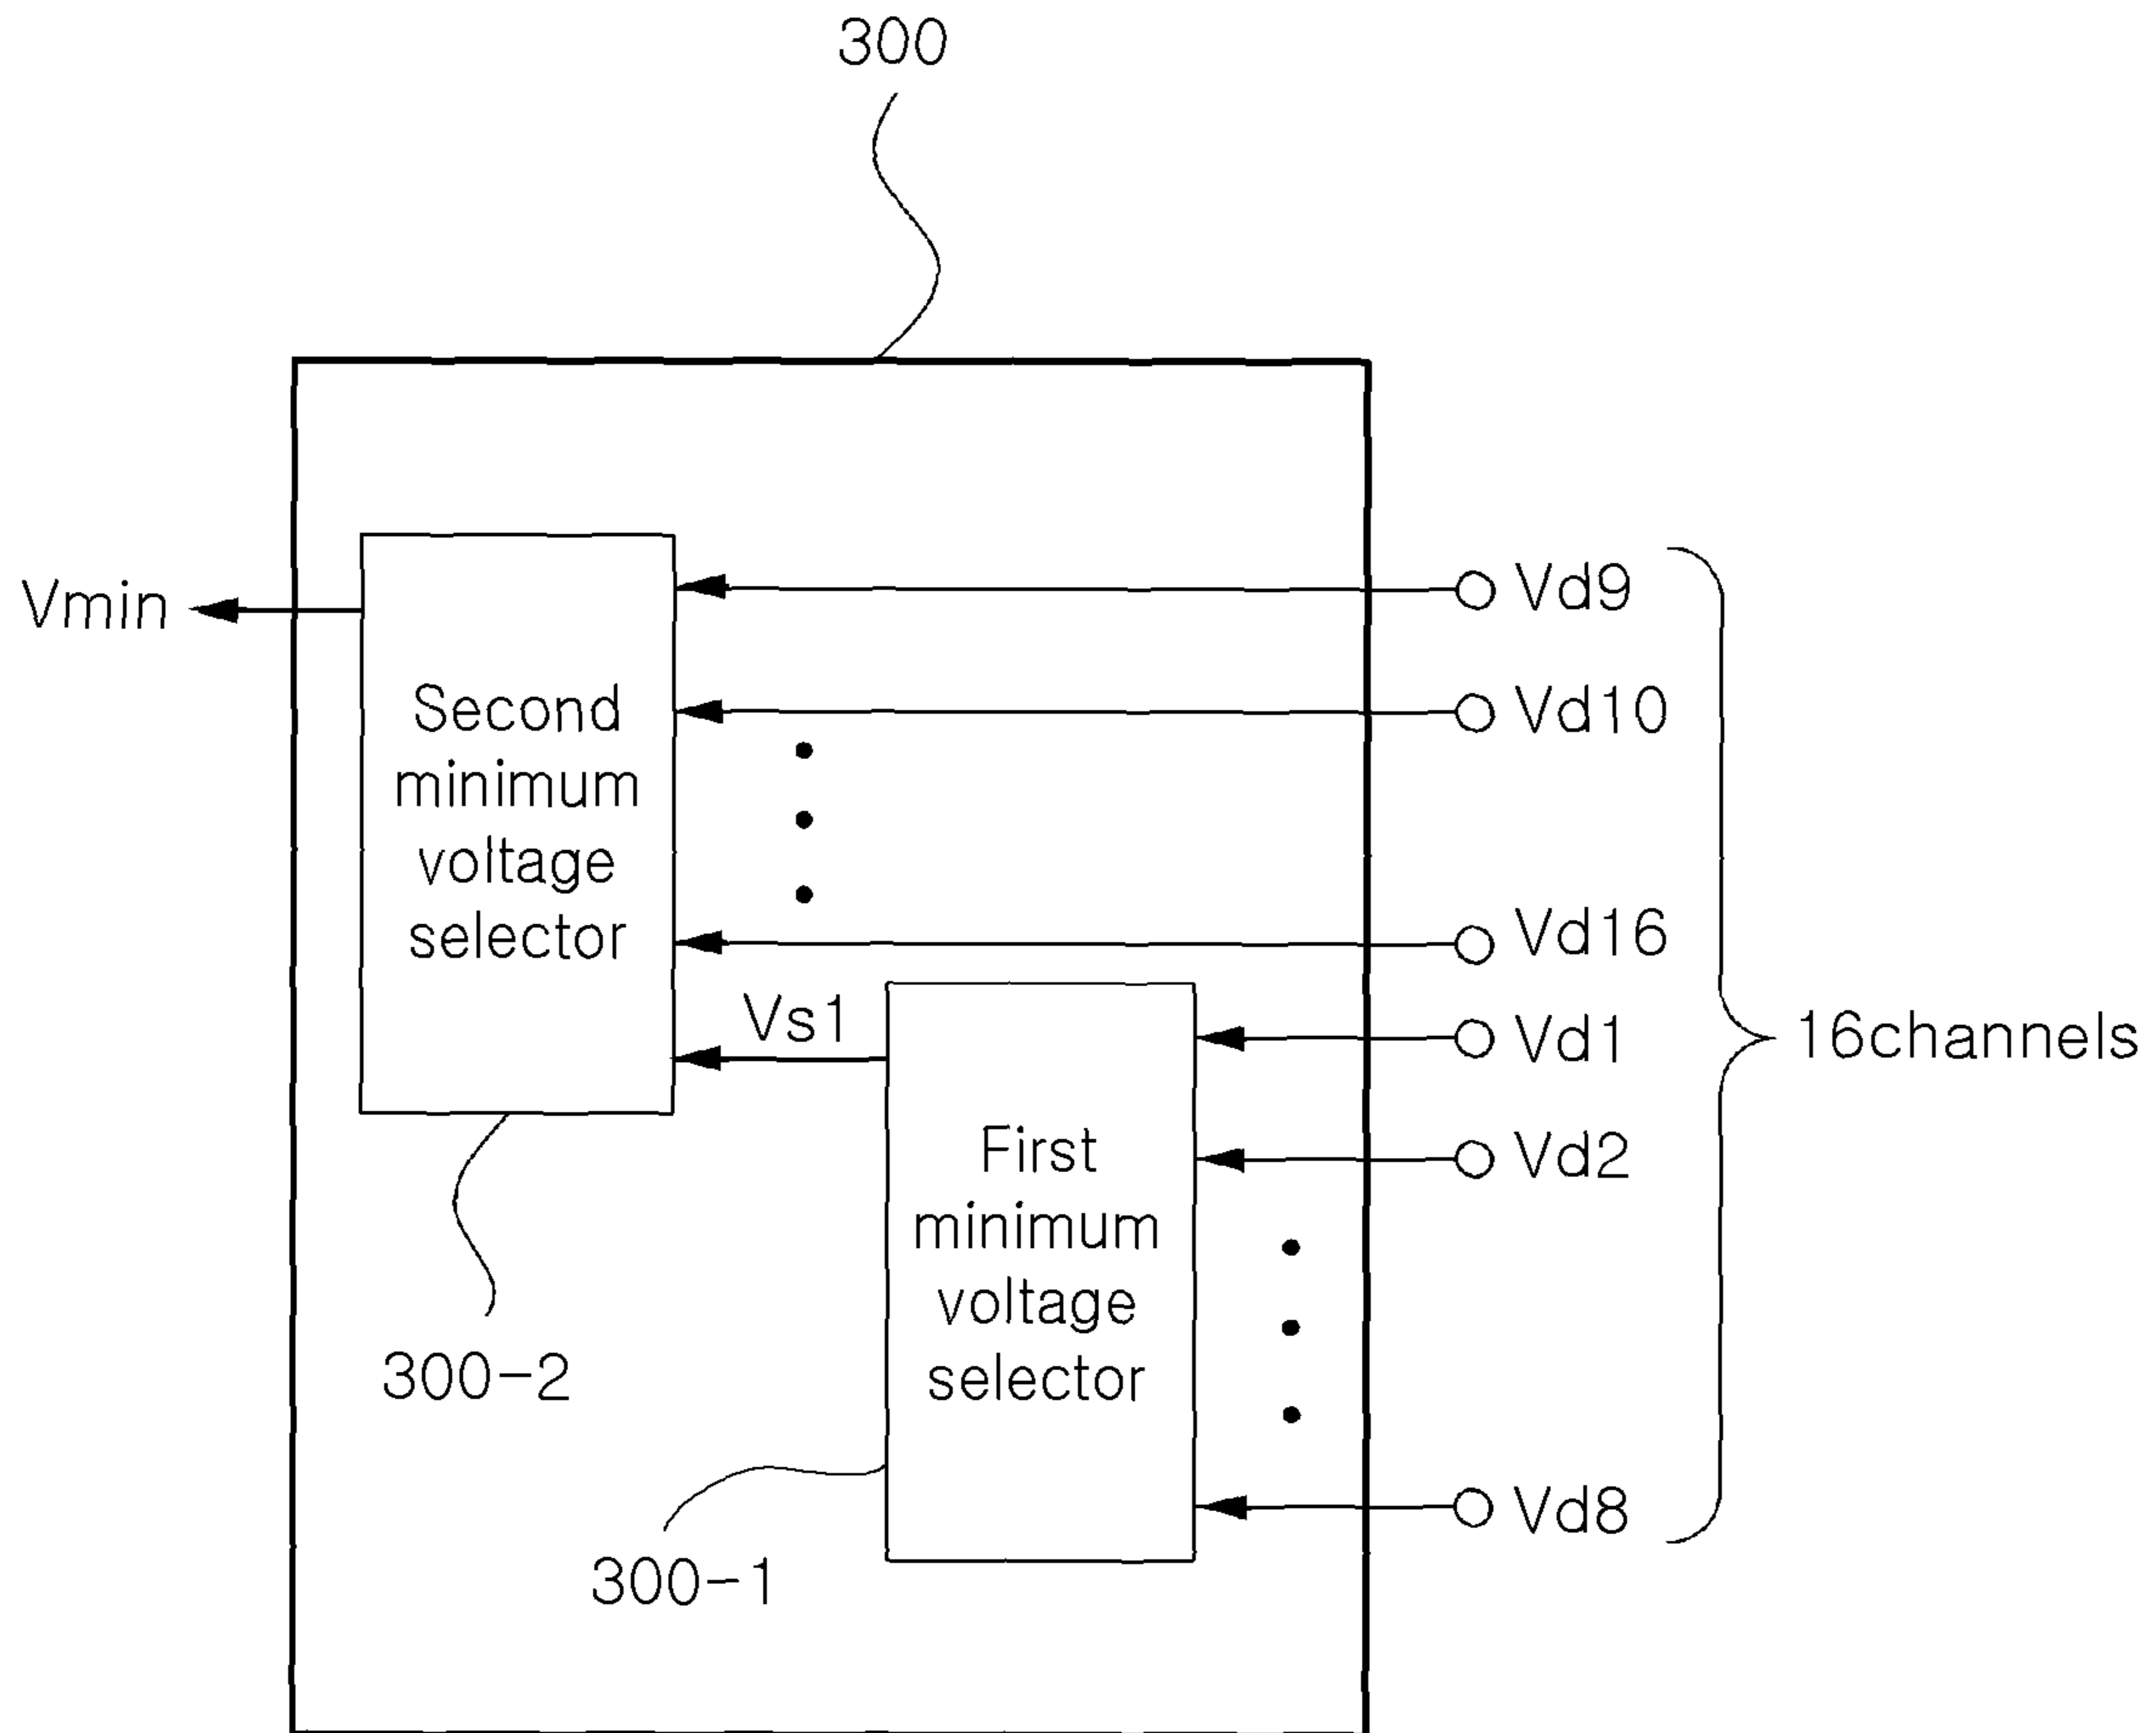 300
Vmin
Second
minimum
voltage
selector
Vd9
Vd10
Vd16
Vs1
First
minimum
voltage
selector
Vd1
Vd2
Vd8
16channels
300-2
300-1